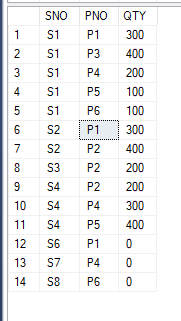 SNO PNO QTY
1 S1 P1 300
2 S1 P3 400
3 S1 P4 200
4 S1 P5 100
5 S1 P6 100
6 S2 P1 300
7 S2 P2 400
8 S3 P2 200
9 S4 P2 200
10 S4 P4 300
11 S4 P5 400
12 S6 P1 0
13 S7 P4 0
14 S8 P6 0